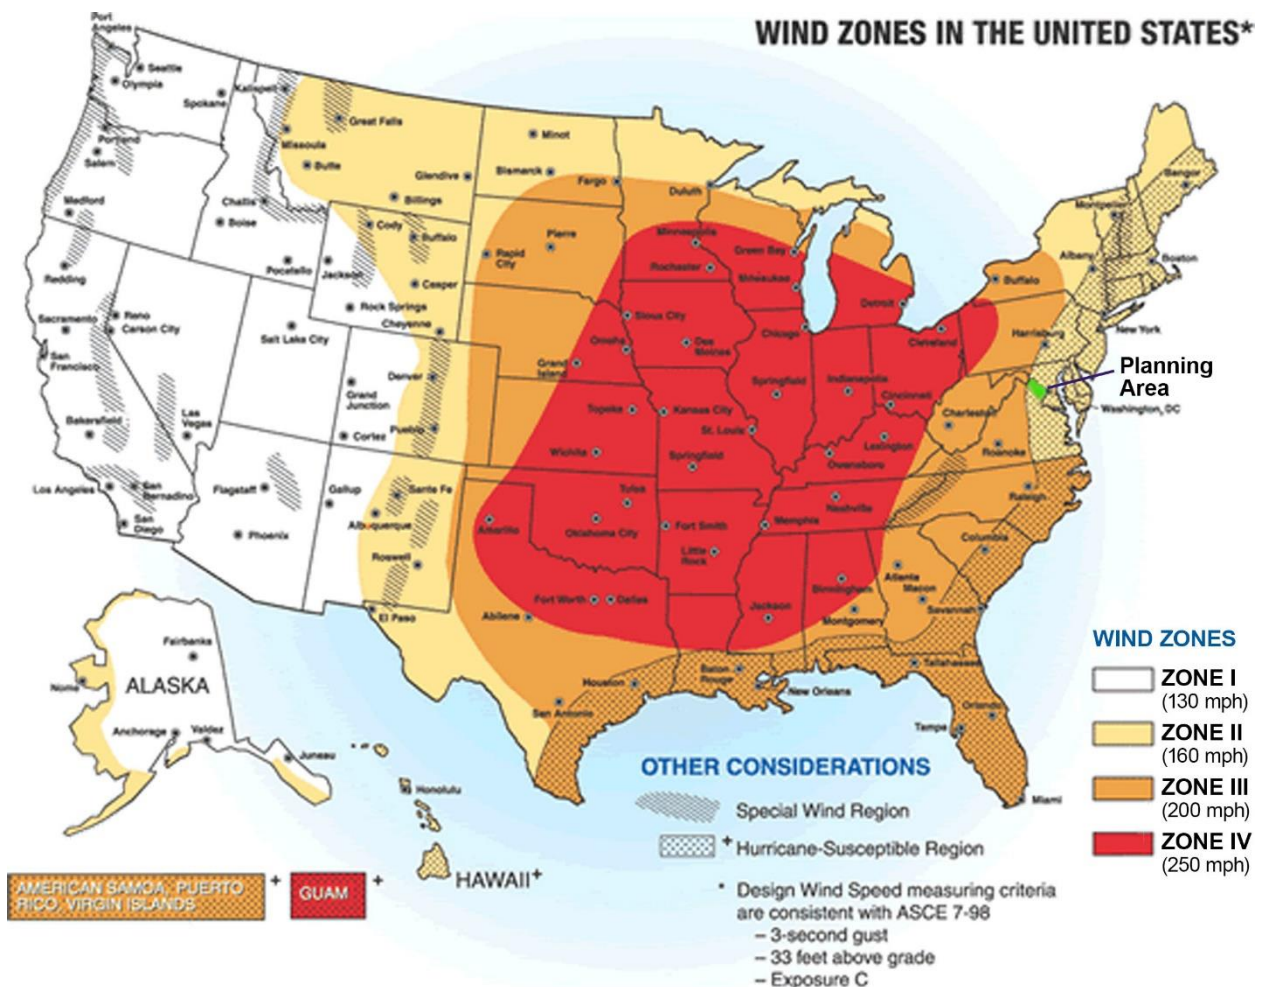 WIND ZONES IN THE UNITED STATES*
Port
Angeles
Seattle
Olympia
Spokane
Kalispell
Great Falls
Missoula
Butte
Glendive
Billings
Minot
Bismarck
Fargo
Duluth
Portland
Salem
Medford
Challis
Boise
Pocatello
Cody
Buffalo
Jackson
Casper
Rock Springs
Cheyenne
Rapid
City
Pierre
Minneapolis
Rochester
Green Bay
Milwaukee
Bangor
Montpelier
Albany
Boston
Buffalo
New York
Harrisburg
Redding
Sacramento
Reno
Carson City
San
Francisco
Salt Lake City
Sioux City
Omaha
Des
Moines
Chicago
Detroit
Cleveland
Grand
Island
Denver
Grand
Junction
Pueblo
Cortez
Bakersfield
Las
Vegas
Topeka
Kansas City
Springfield
St. Louis
Indianapolis
Cincinnati
Charleston
Planning
Area
Washington, DC
Wichita
Springfield
Lexington
Owensboro
Roanoke
Los Angeles
San
Bernadino
San
Diego
Flagstaff
Phoenix
Gallup
Sante Fe
Albuquerque
Roswell
El Paso
Amarillo
Tulsa
Oklahoma City
Fort Smith
Little
Rock
Memphis
Nashville
Raleigh
Columbia
Atlanta
Macon
Savannah
Birmingham
Montgomery
Jackson
Fort Worth
Dallas
Abilene
Houston
San Antonio
Baton
Rouge
New Orleans
Tallahassee
Orlando
Tampa
Miami
Fairbanks
Nome
ALASKA
Anchorage
Valdez
Juneau
Honolulu
HAWAII+
AMERICAN SAMOA, PUERTO
RICO, VIRGIN ISLANDS
+
GUAM
+
OTHER CONSIDERATIONS
Special Wind Region
+ Hurricane-Susceptible Region
* Design Wind Speed measuring criteria
are consistent with ASCE 7-98
– 3-second gust
– 33 feet above grade
– Exposure C
WIND ZONES
ZONE I
(130 mph)
ZONE II
(160 mph)
ZONE III
(200 mph)
ZONE IV
(250 mph)